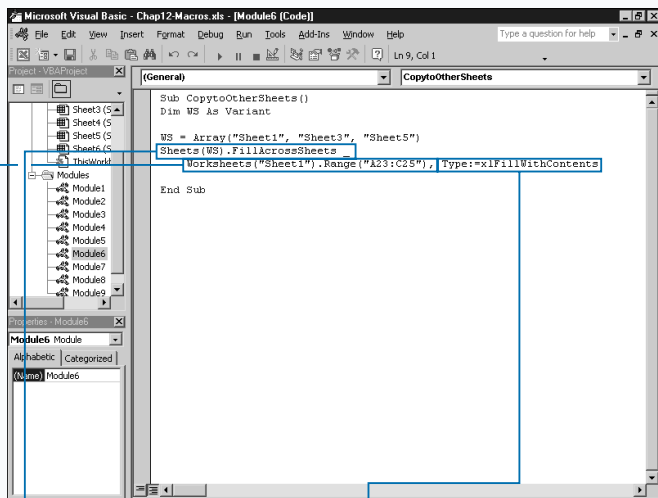 Microsoft Visual Basic - Chap12-Macros.xls - [Module6 (Code)]
File Edit View Insert Format Debug Run Tools Add-Ins Window Help
Type a question for help
Ln 9, Col 1
Project - VBAProject
(General)
CopytoOtherSheets
Sheet3 (S
Sheet4 (S
Sheet5 (S
Sheet6 (S
ThisWorkb
Modules
Module1
Module2
Module3
Module4
Module5
Module6
Module7
Module8
Module9
Properties - Module6
Module6 Module
Alphabetic Categorized
(Name) Module6
Sub CopytoOtherSheets()
Dim WS As Variant
WS = Array("Sheet1", "Sheet3", "Sheet5")
Sheets(WS).FillAcrossSheets _
Worksheets("Sheet1").Range("A23:C25"), Type:=xlFillWithContents
End Sub